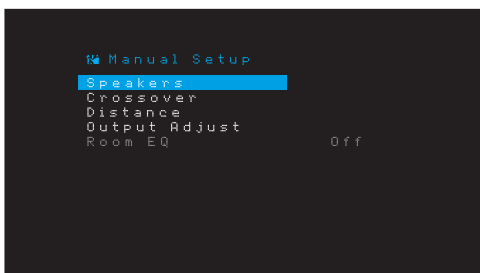 Manual Setup
Speakers
Crossover
Distance
Output Adjust
Room EQ Off